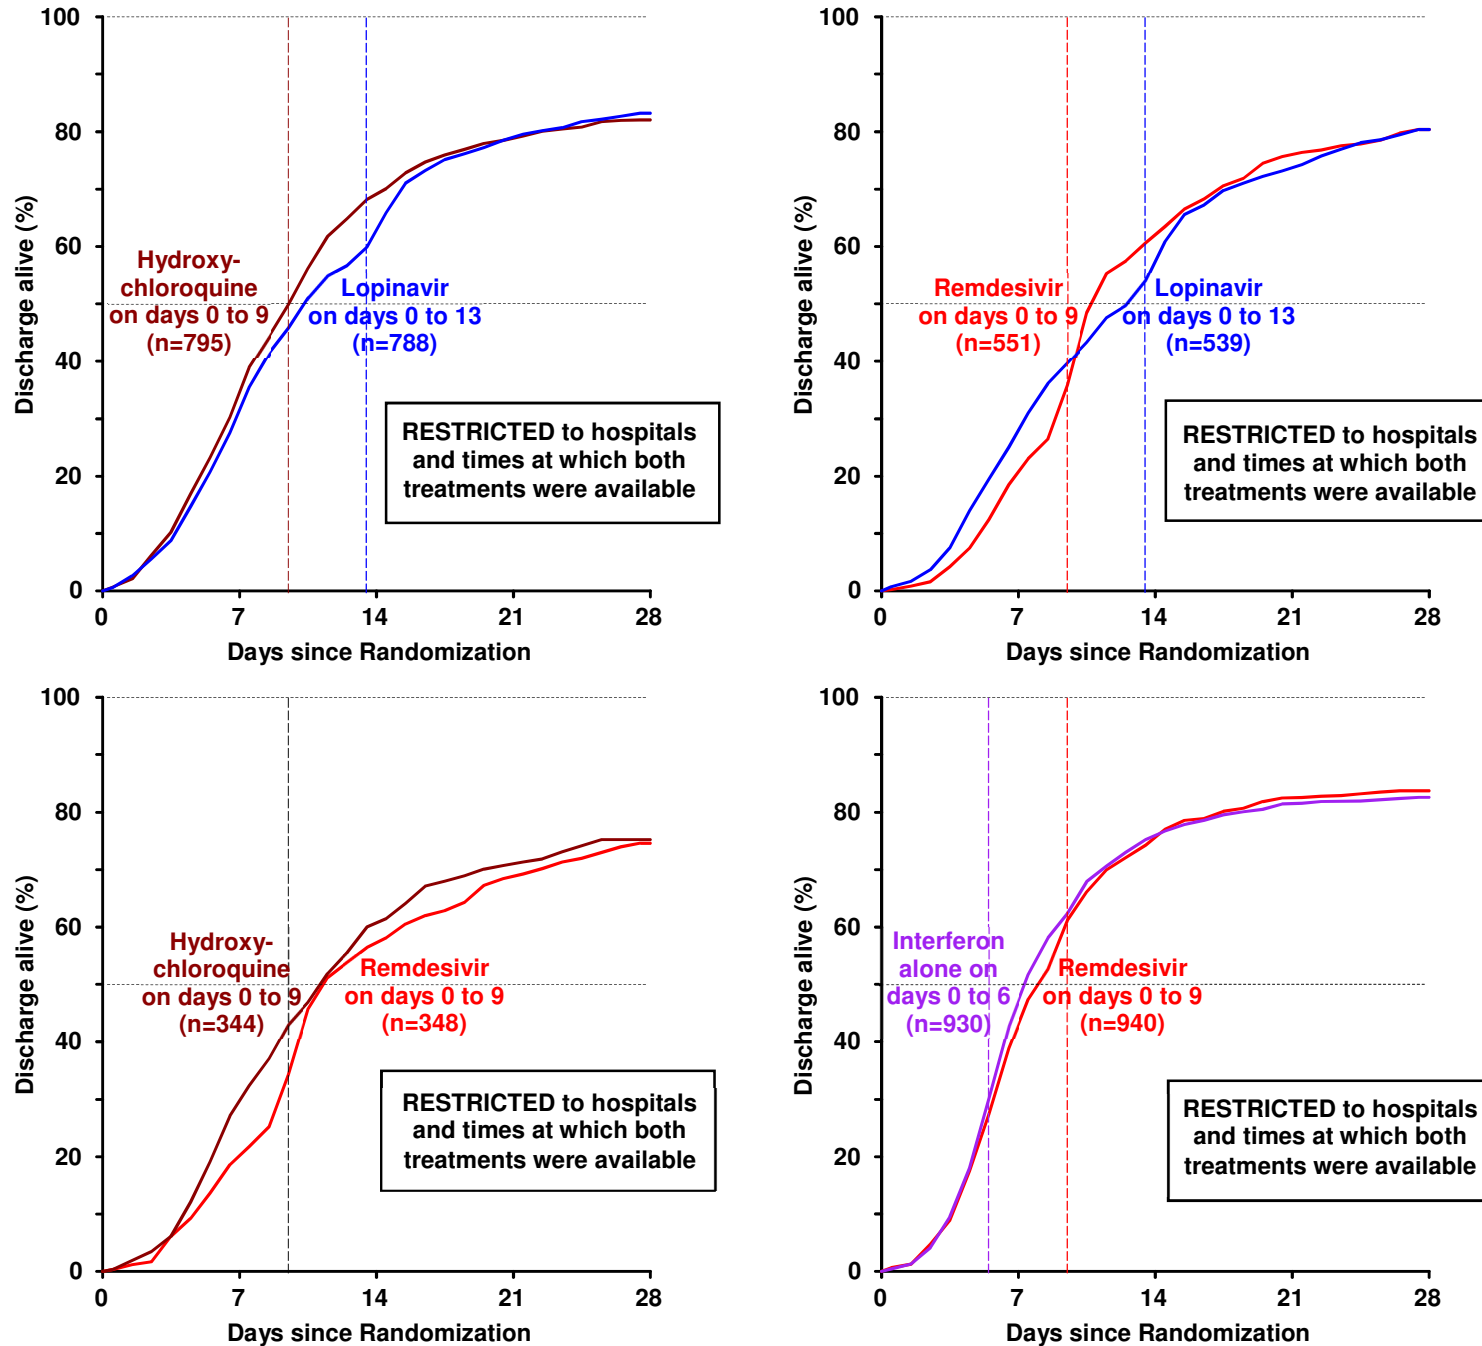 100
80
60
40
20
0
Discharge alive (%)
Hydroxy-
chloroquine
on days 0 to 9
(n=795)
Lopinavir
on days 0 to 13
(n=788)
RESTRICTED to hospitals
and times at which both
treatments were available
0 7 14 21 28
Days since Randomization
100
80
60
40
20
0
Discharge alive (%)
Remdesivir
on days 0 to 9
(n=551)
Lopinavir
on days 0 to 13
(n=539)
RESTRICTED to hospitals
and times at which both
treatments were available
0 7 14 21 28
Days since Randomization
100
80
60
40
20
0
Discharge alive (%)
Hydroxy-
chloroquine
on days 0 to 9
(n=344)
Remdesivir
on days 0 to 9
(n=348)
RESTRICTED to hospitals
and times at which both
treatments were available
0 7 14 21 28
Days since Randomization
100
80
60
40
20
0
Discharge alive (%)
Interferon
alone on
days 0 to 6
(n=930)
Remdesivir
on days 0 to 9
(n=940)
RESTRICTED to hospitals
and times at which both
treatments were available
0 7 14 21 28
Days since Randomization